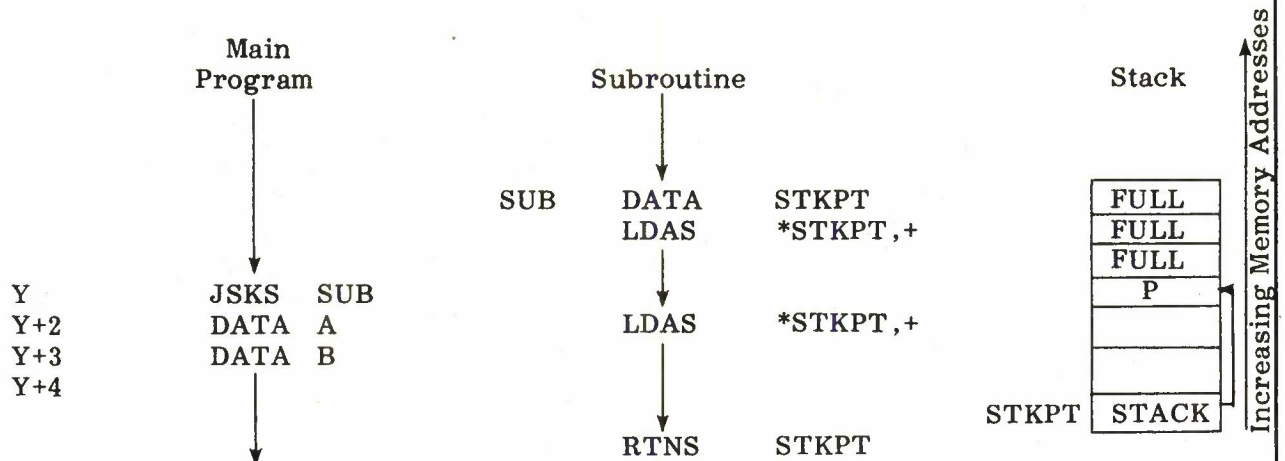 Main
Program
Subroutine
Stack
Increasing Memory Addresses
SUB DATA STKPT
LDAS *STKPT,+
FULL
FULL
FULL
P
Y JSKS SUB
Y+2 DATA A
Y+3 DATA B
Y+4
LDAS *STKPT,+
STKPT STACK
RTNS STKPT